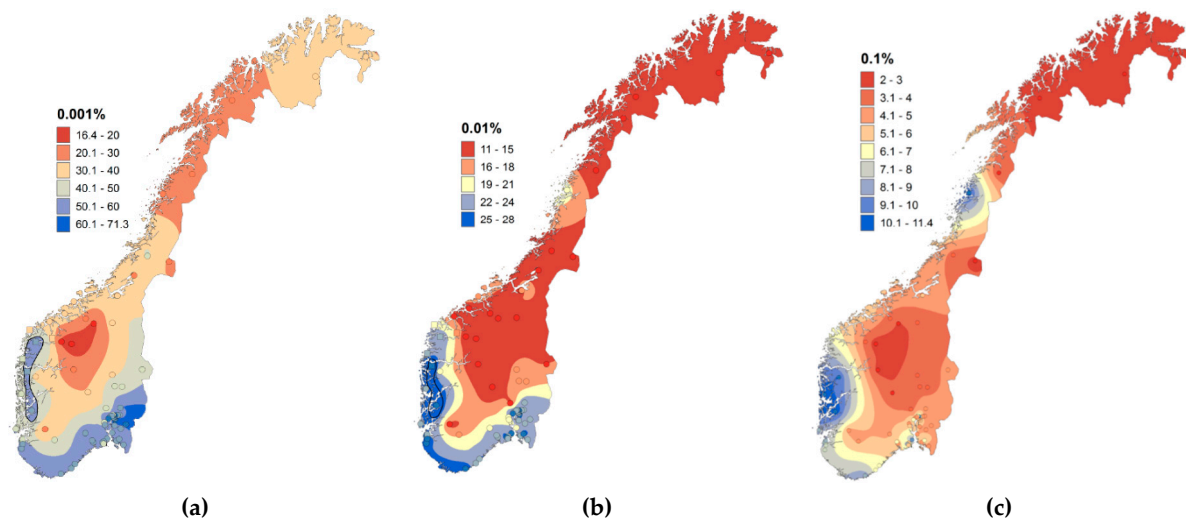 0.001%
16.4 - 20
20.1 - 30
30.1 - 40
40.1 - 50
50.1 - 60
60.1 - 71.3
(a)
0.01%
11 - 15
16 - 18
19 - 21
22 - 24
25 - 28
(b)
0.1%
2 - 3
3.1 - 4
4.1 - 5
5.1 - 6
6.1 - 7
7.1 - 8
8.1 - 9
9.1 - 10
10.1 - 11.4
(c)